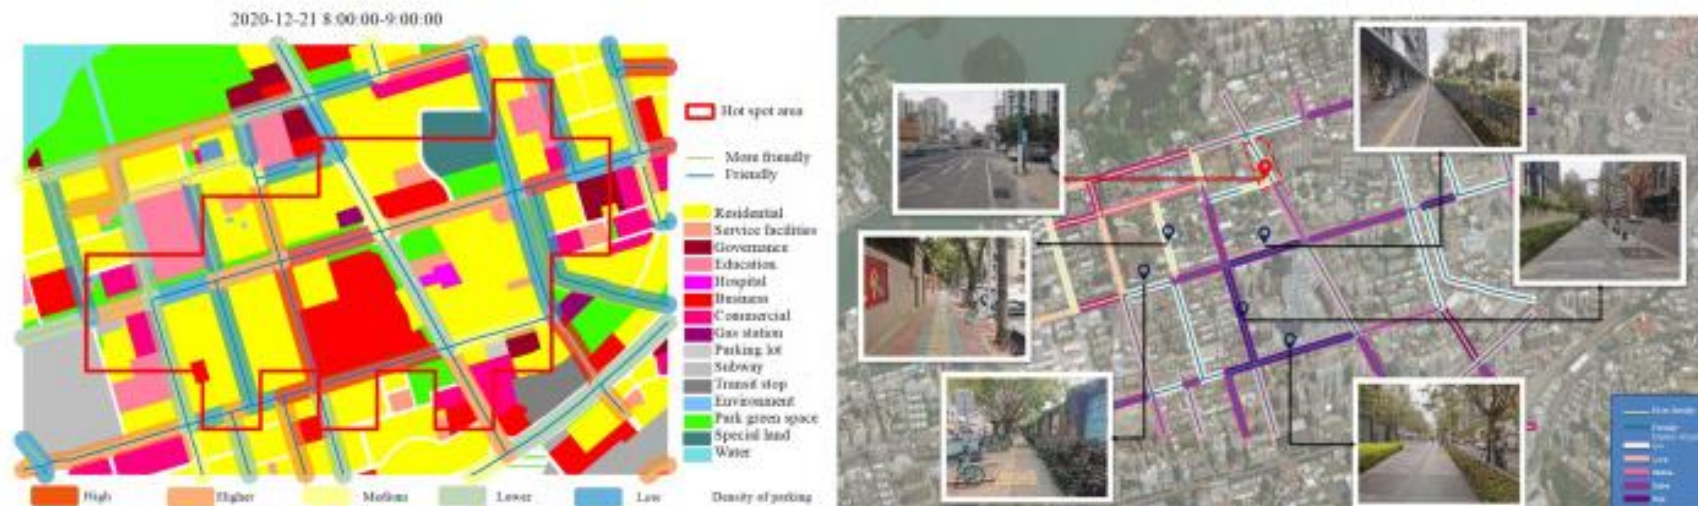 2020-12-21 8:00:00-9:00:00
Hot spot area
More friendly
Friendly
Residential
Service facilities
Governance
Education
Hospital
Business
Commercial
Gas station
Parking lot
Subway
Transit stop
Environment
Park green space
Special land
Water
High
Higher
Medium
Lower
Low
Density of parking